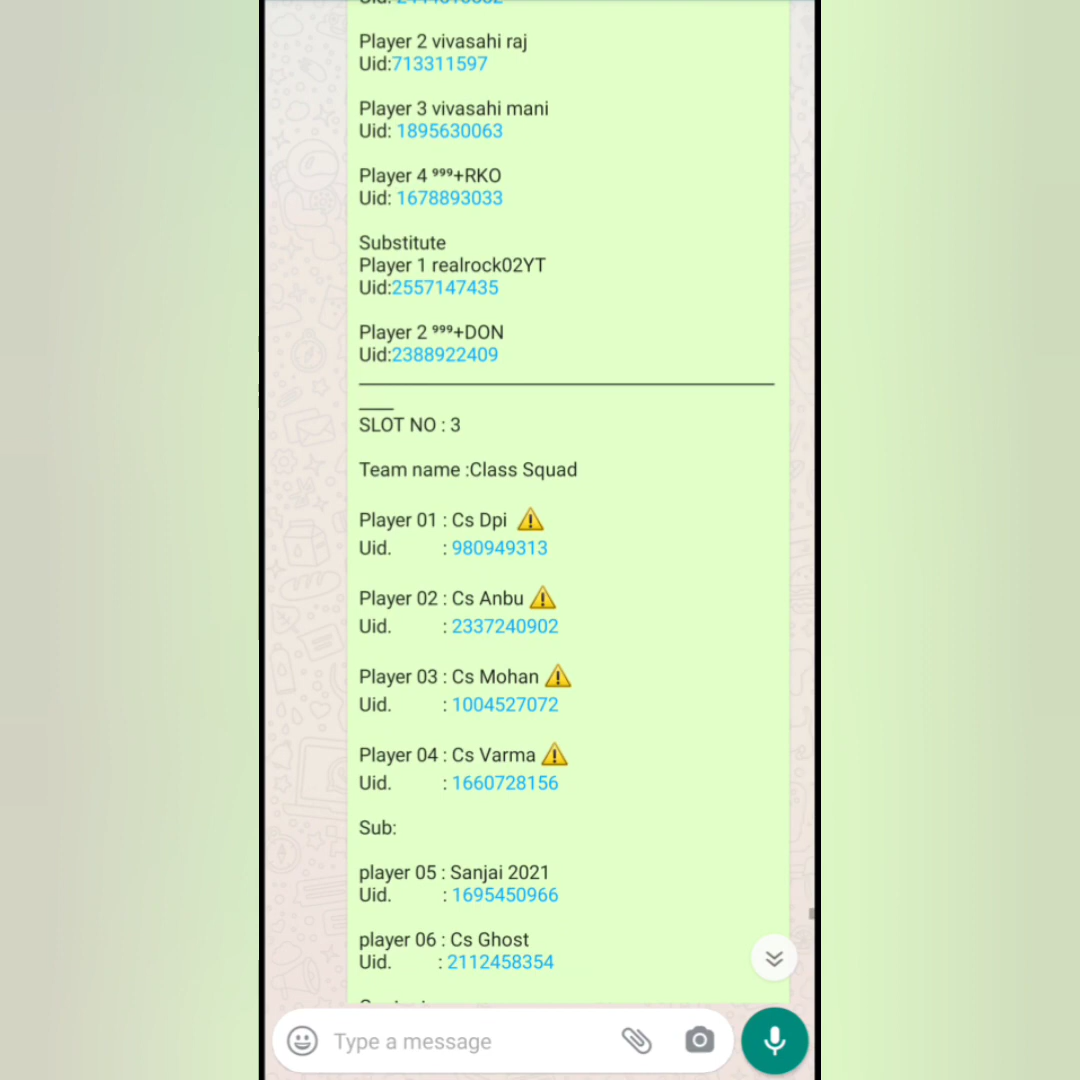 Player 2 vivasahi raj
Uid:713311597
Player 3 vivasahi mani
Uid: 1895630063
Player 4 ⁹⁹⁹+RKO
Uid: 1678893033
Substitute
Player 1 realrock02YT
Uid:2557147435
Player 2 ⁹⁹⁹+DON
Uid:2388922409
SLOT NO : 3
Team name :Class Squad
Player 01 : Cs Dpi ⚠️
Uid. : 980949313
Player 02 : Cs Anbu ⚠️
Uid. : 2337240902
Player 03 : Cs Mohan ⚠️
Uid. : 1004527072
Player 04 : Cs Varma ⚠️
Uid. : 1660728156
Sub:
player 05 : Sanjai 2021
Uid. : 1695450966
player 06 : Cs Ghost
Uid. : 2112458354
Type a message